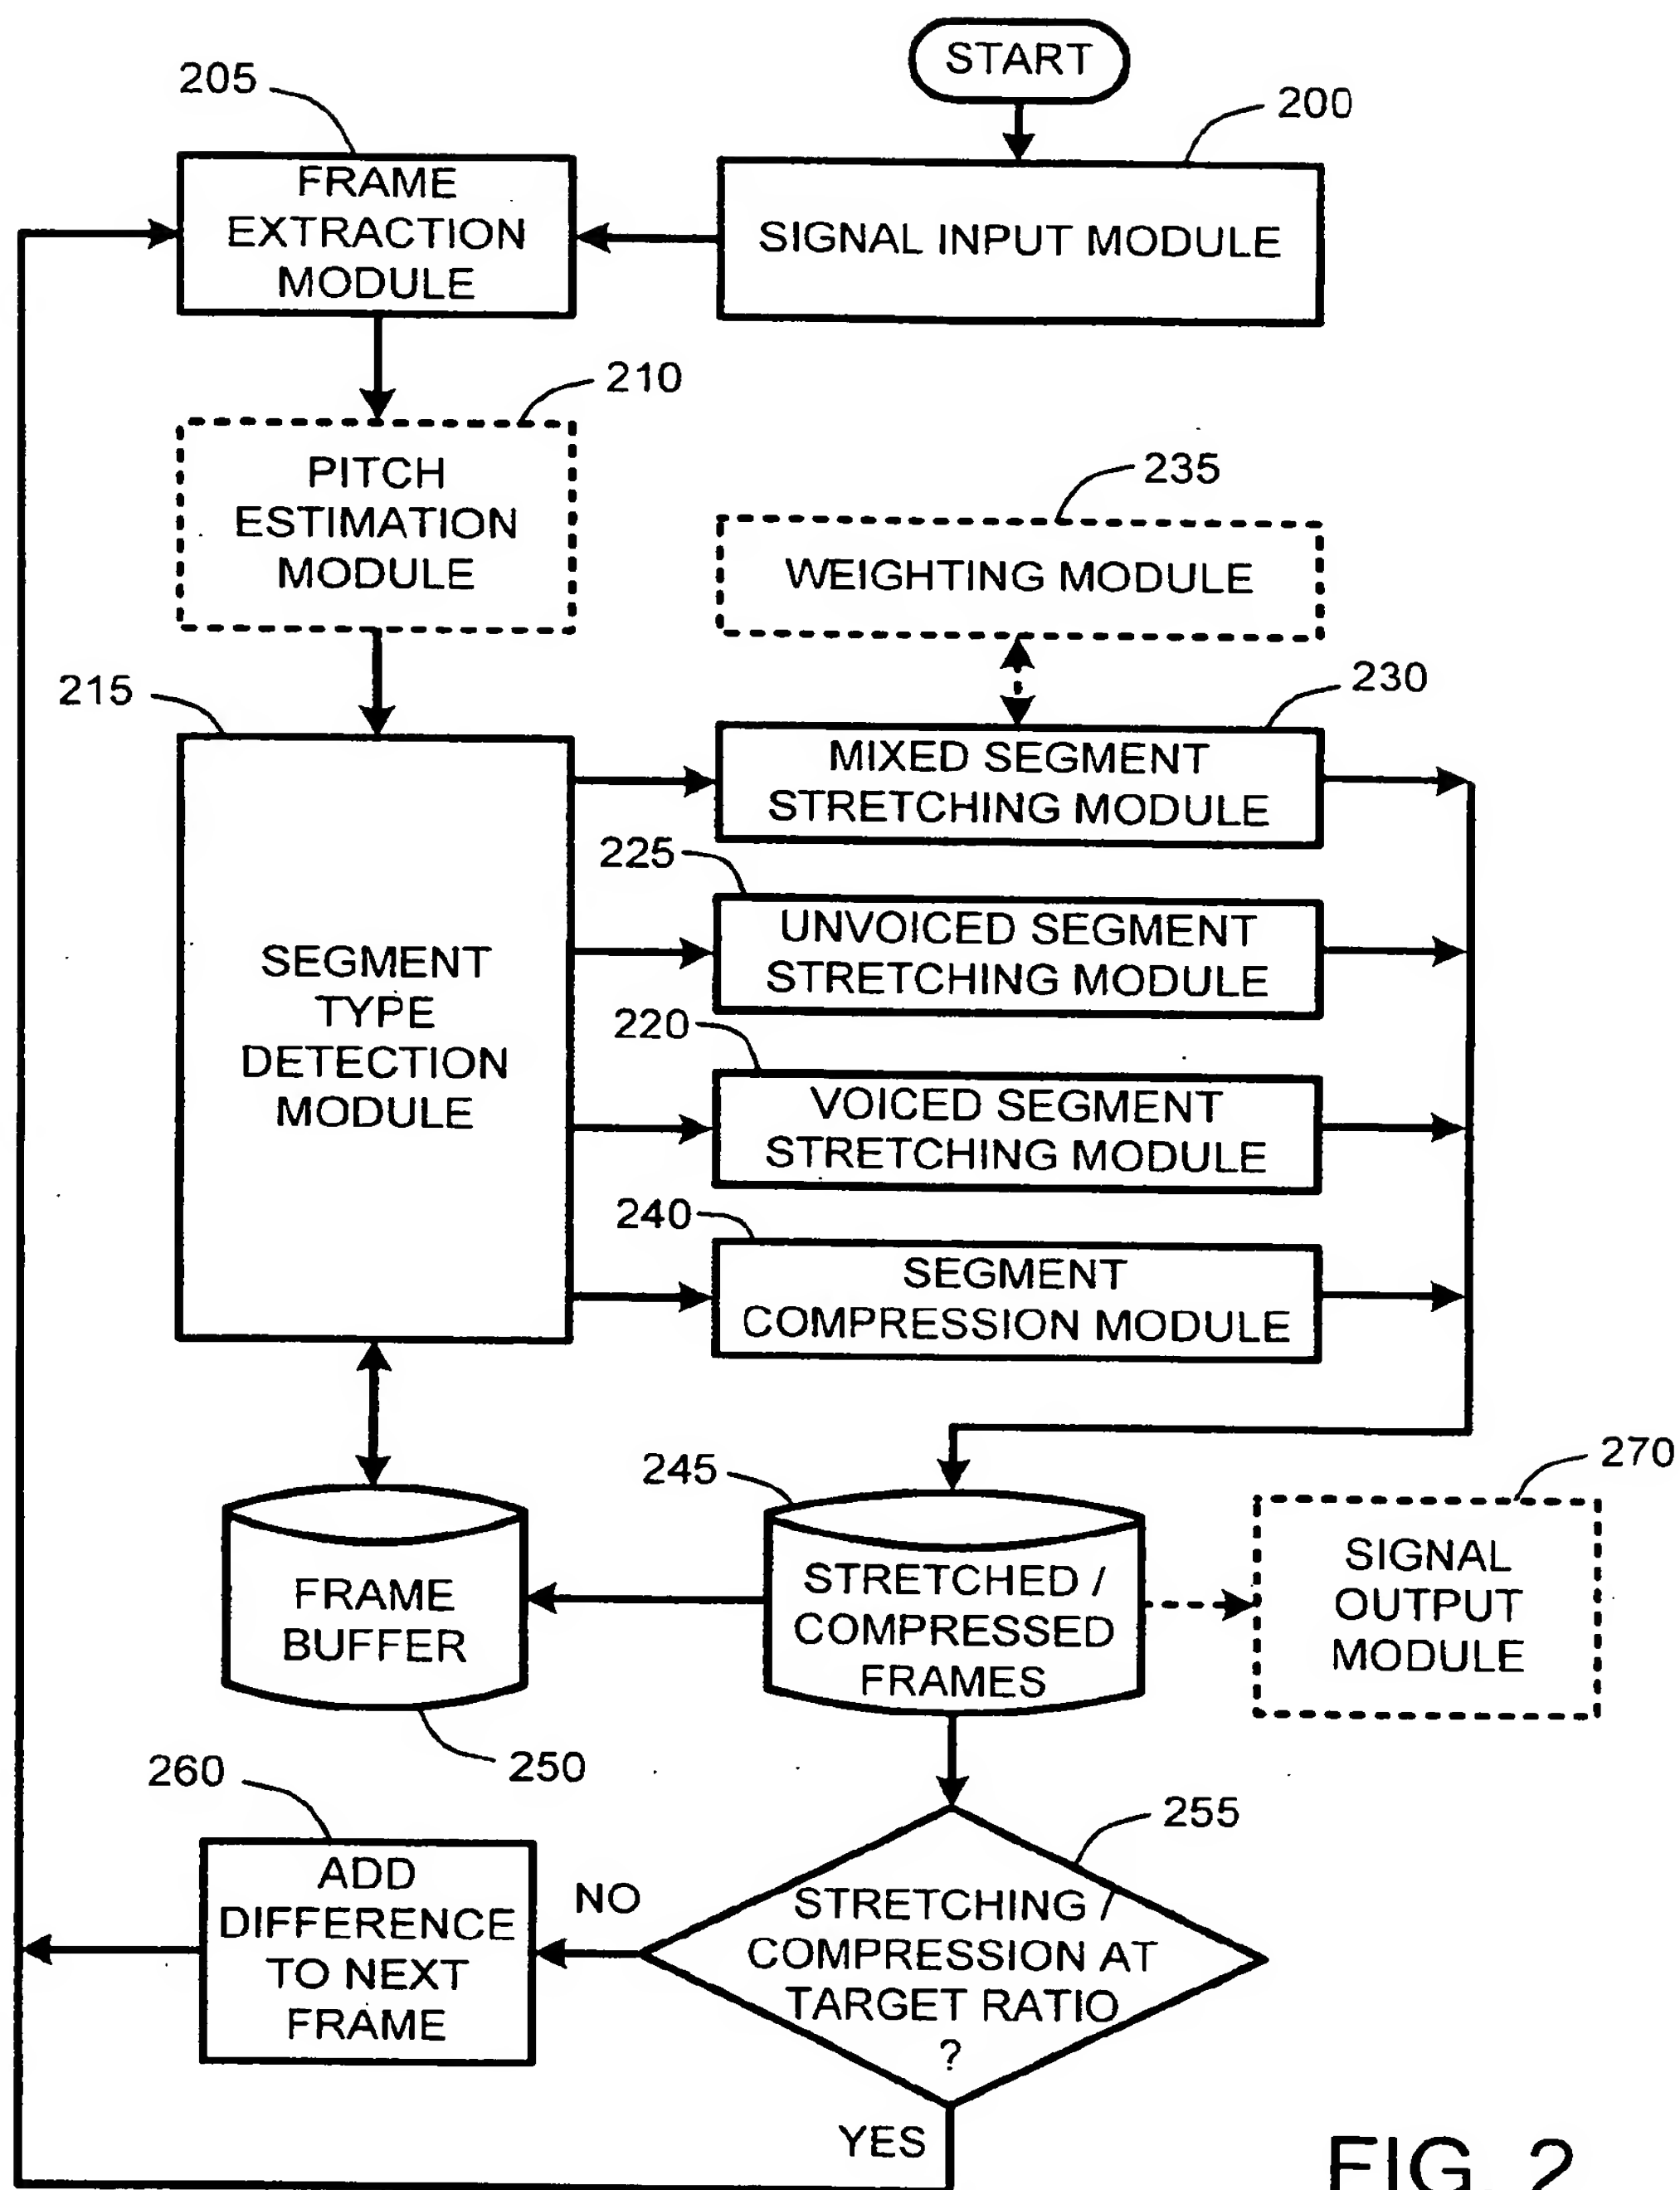 START
205
200
FRAME
EXTRACTION
MODULE
SIGNAL INPUT MODULE
210
PITCH
ESTIMATION
MODULE
235
WEIGHTING MODULE
215
230
MIXED SEGMENT
STRETCHING MODULE
225
UNVOICED SEGMENT
STRETCHING MODULE
SEGMENT
TYPE
DETECTION
MODULE
220
VOICED SEGMENT
STRETCHING MODULE
240
SEGMENT
COMPRESSION MODULE
245
270
FRAME
BUFFER
STRETCHED /
COMPRESSED
FRAMES
SIGNAL
OUTPUT
MODULE
250
260
255
ADD
DIFFERENCE
TO NEXT
FRAME
NO
STRETCHING /
COMPRESSION AT
TARGET RATIO
?
YES
FIG. 2